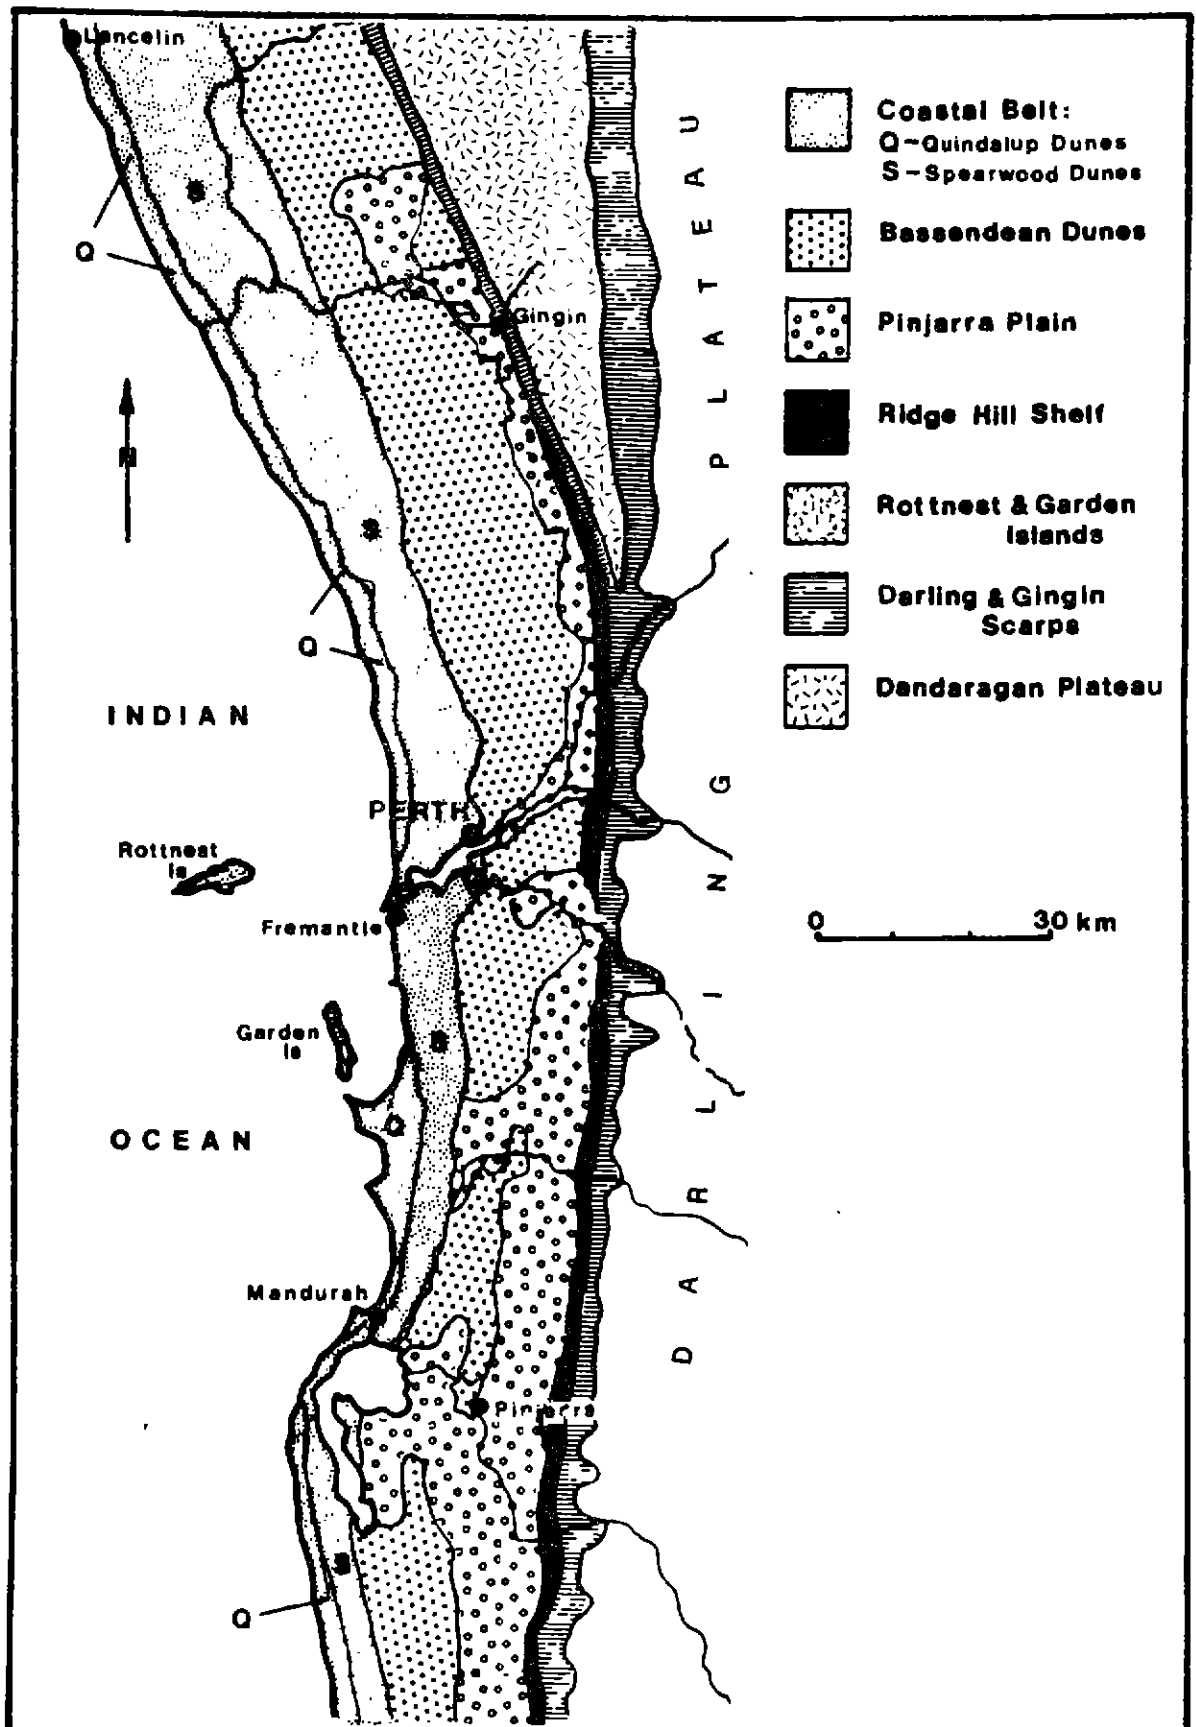 Lancelin
Coastal Belt:
Q-Quindalup Dunes
S-Spearwood Dunes
S
Q
Bassendean Dunes
Gingin
Pinjarra Plain
N
Ridge Hill Shelf
S
Rottnest & Garden
Islands
Darling & Gingin
Scarps
Q
Dandaragan Plateau
INDIAN
PERTH
Rottnest
Is
Fremantle
0 30 km
Garden
Is
S
Q
OCEAN
Mandurah
Pinjarra
S
Q
DARLING PLATEAU